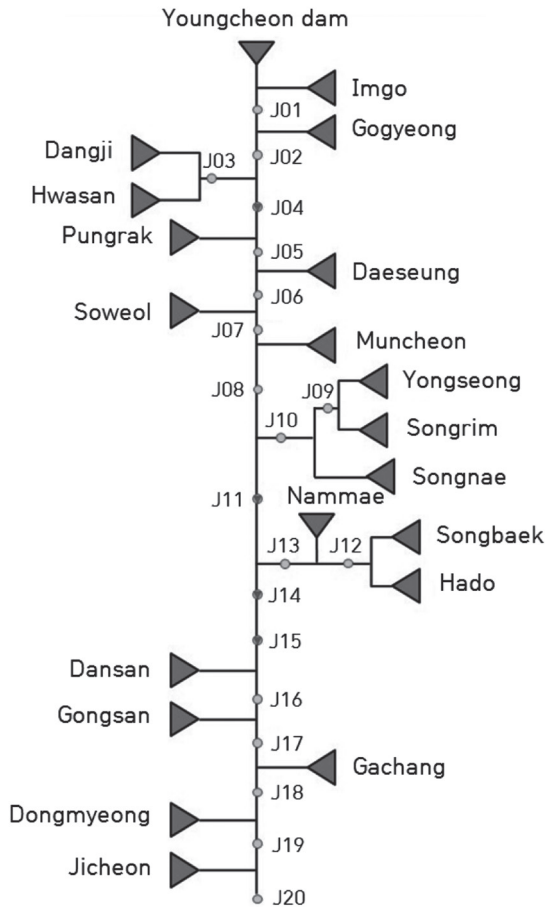 Youngcheon dam
Imgo
J01
Gogyeong
Dangji
J03
J02
Hwasan
J04
Pungrak
J05
Daeseung
J06
Soweol
J07
Muncheon
Yongseong
J08
J09
J10
Songrim
Songnae
Nammae
J11
Songbaek
J13
J12
Hado
J14
J15
Dansan
J16
Gongsan
J17
Gachang
J18
Dongmyeong
J19
Jicheon
J20